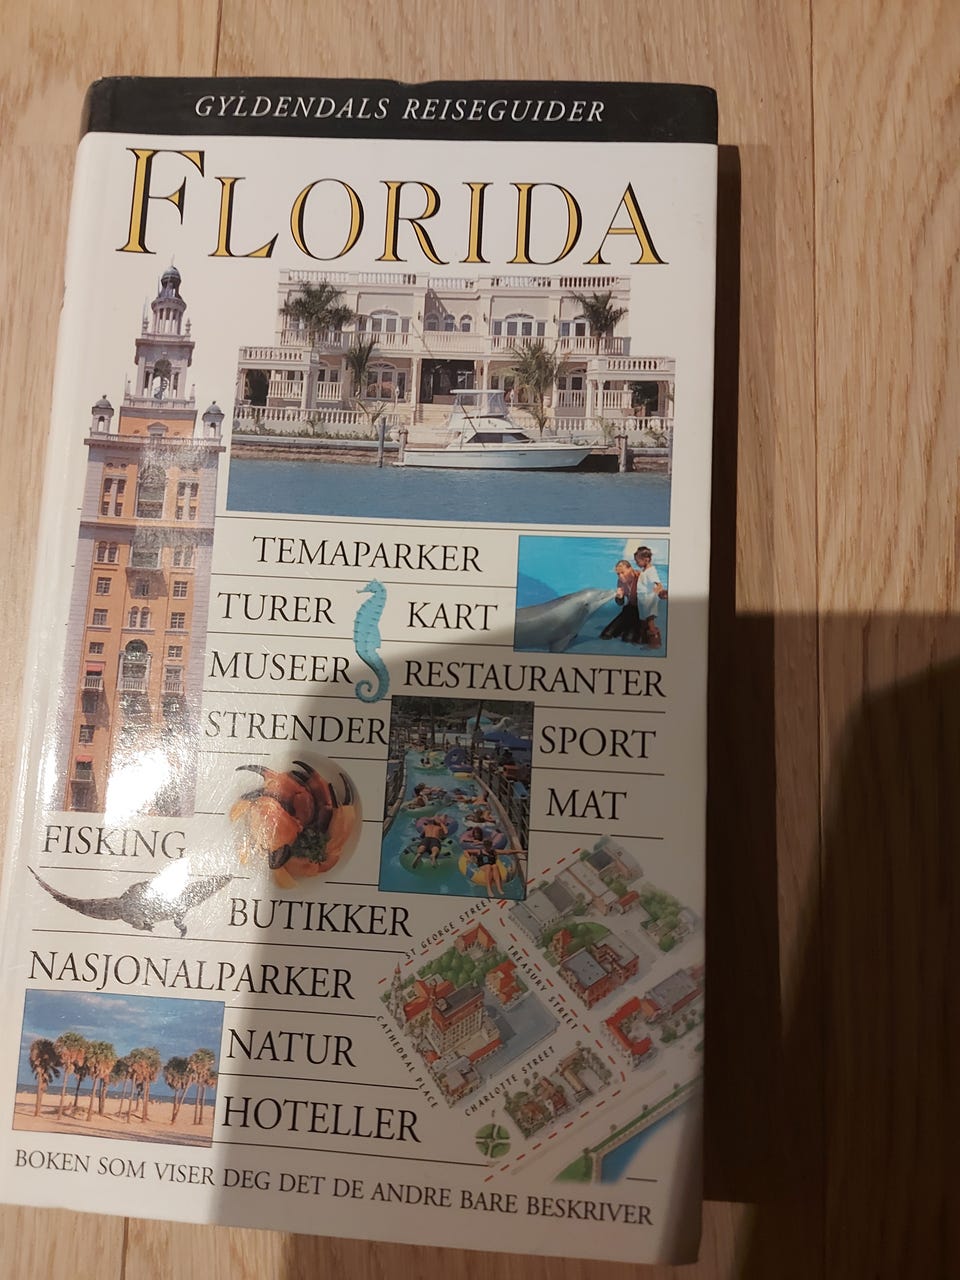 GYLDENDALS REISEGUIDER
FLORIDA
TEMAPARKER
TURER KART
MUSEER RESTAURANTER
STRENDER SPORT
MAT
FISKING
BUTIKKER
NASJONALPARKER
NATUR
HOTELLER
ST GEORGE STREET
TREASURY STREET
CATHEDRAL PLACE
CHARLOTTE STREET
BOKEN SOM VISER DEG DET DE ANDRE BARE BESKRIVER